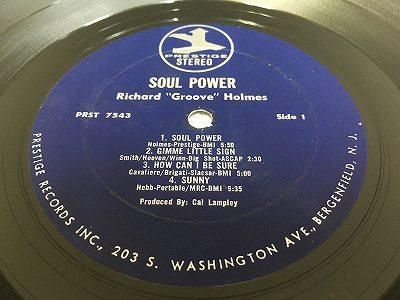 PRESTIGE
STEREO
SOUL POWER
Richard "Groove" Holmes
PRST 7543
Side 1
1. SOUL POWER
Holmes-Prestige-BMI 5:50
2. GIMME LITTLE SIGN
Smith/Hooven/Winn-Big Shot-ASCAP 2:30
3. HOW CAN I BE SURE
Cavaliere/Brigati-Slacsar-BMI 5:00
4. SUNNY
Hebb-Portable/MRC-BMI 5:35
Produced By: Cal Lampley
PRESTIGE RECORDS INC., 203 S. WASHINGTON AVE., BERGENFIELD, N. J.